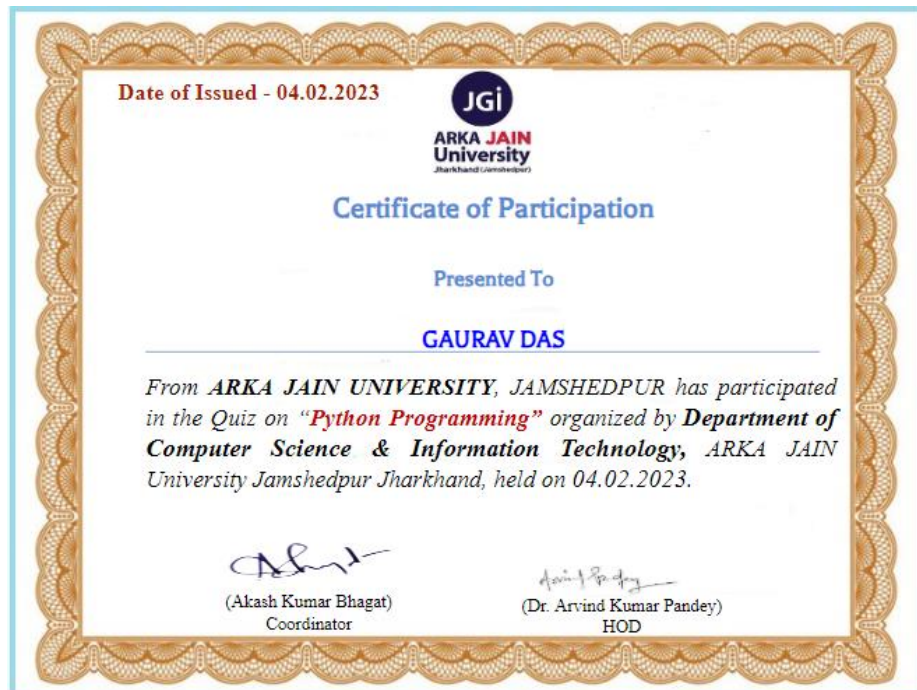 Date of Issued - 04.02.2023
JGi
ARKA JAIN
University
Jharkhand (Jamshedpur)
Certificate of Participation
Presented To
GAURAV DAS
From ARKA JAIN UNIVERSITY, JAMSHEDPUR has participated
in the Quiz on “Python Programming” organized by Department of
Computer Science & Information Technology, ARKA JAIN
University Jamshedpur Jharkhand, held on 04.02.2023.
(Akash Kumar Bhagat)
Coordinator
(Dr. Arvind Kumar Pandey)
HOD